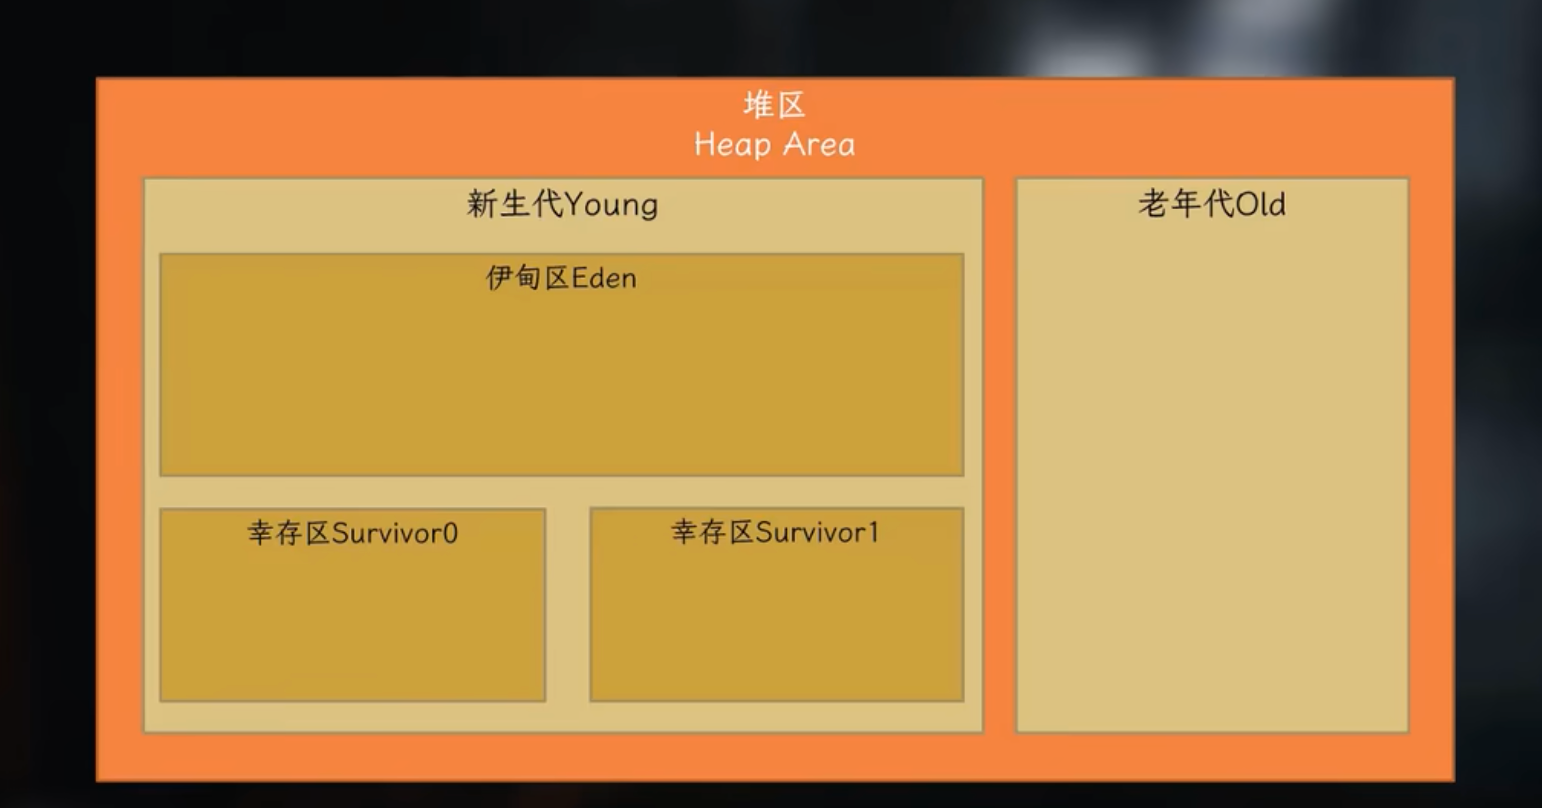 堆区
Heap Area
新生代Young
老年代Old
伊甸区Eden
幸存区Survivor0
幸存区Survivor1